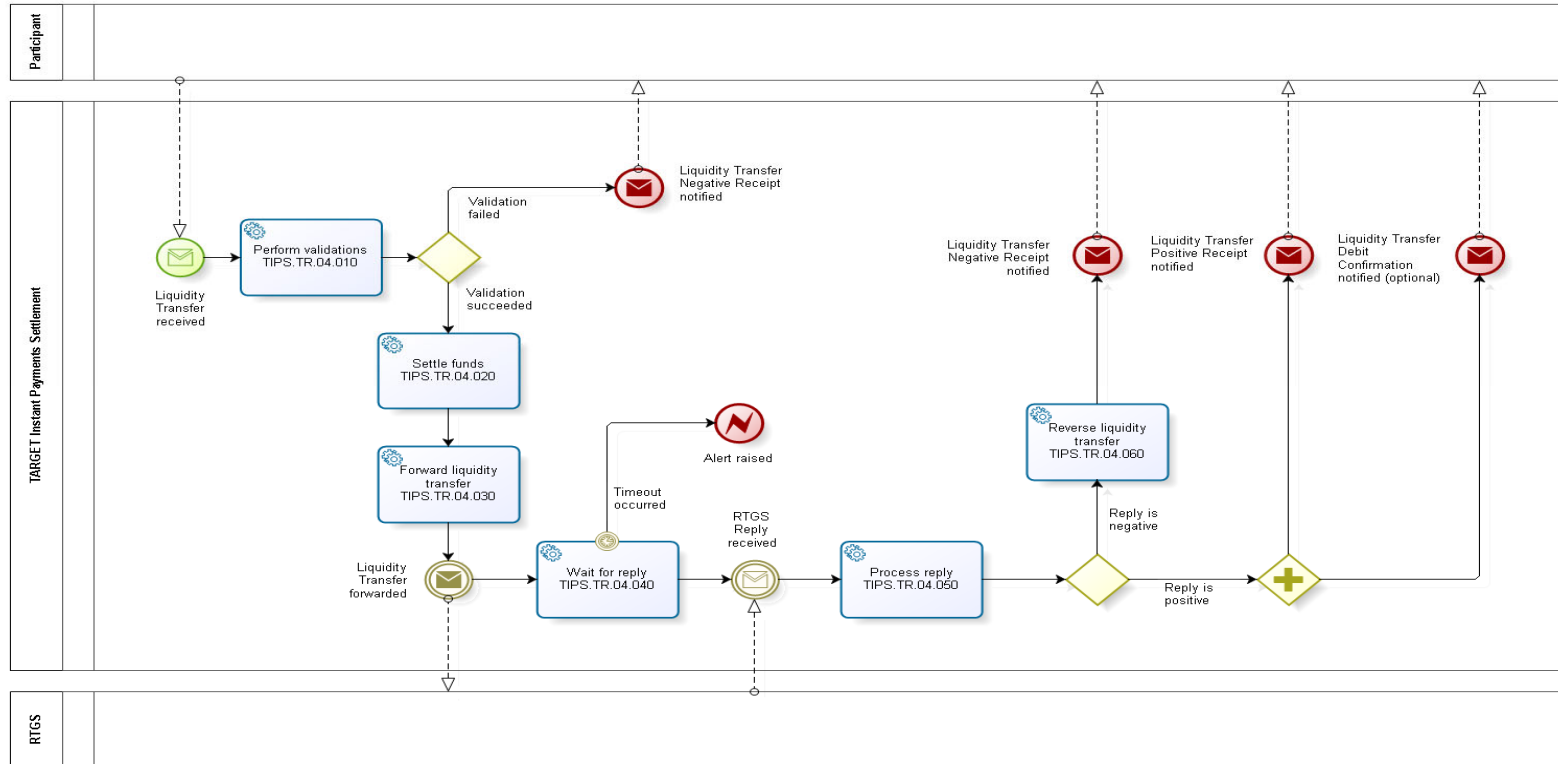 Participant
TARGET Instant Payments Settlement
RTGS
Liquidity
Transfer
received
Perform validations
TIPS.TR.04.010
Validation
failed
Liquidity Transfer
Negative Receipt
notified
Validation
succeeded
Settle funds
TIPS.TR.04.020
Forward liquidity
transfer
TIPS.TR.04.030
Liquidity
Transfer
forwarded
Wait for reply
TIPS.TR.04.040
Timeout
occurred
Alert raised
RTGS
Reply
received
Process reply
TIPS.TR.04.050
Reply is
negative
Reverse liquidity
transfer
TIPS.TR.04.060
Liquidity Transfer
Negative Receipt
notified
Reply is
positive
Liquidity Transfer
Positive Receipt
notified
Liquidity Transfer
Debit
Confirmation
notified (optional)